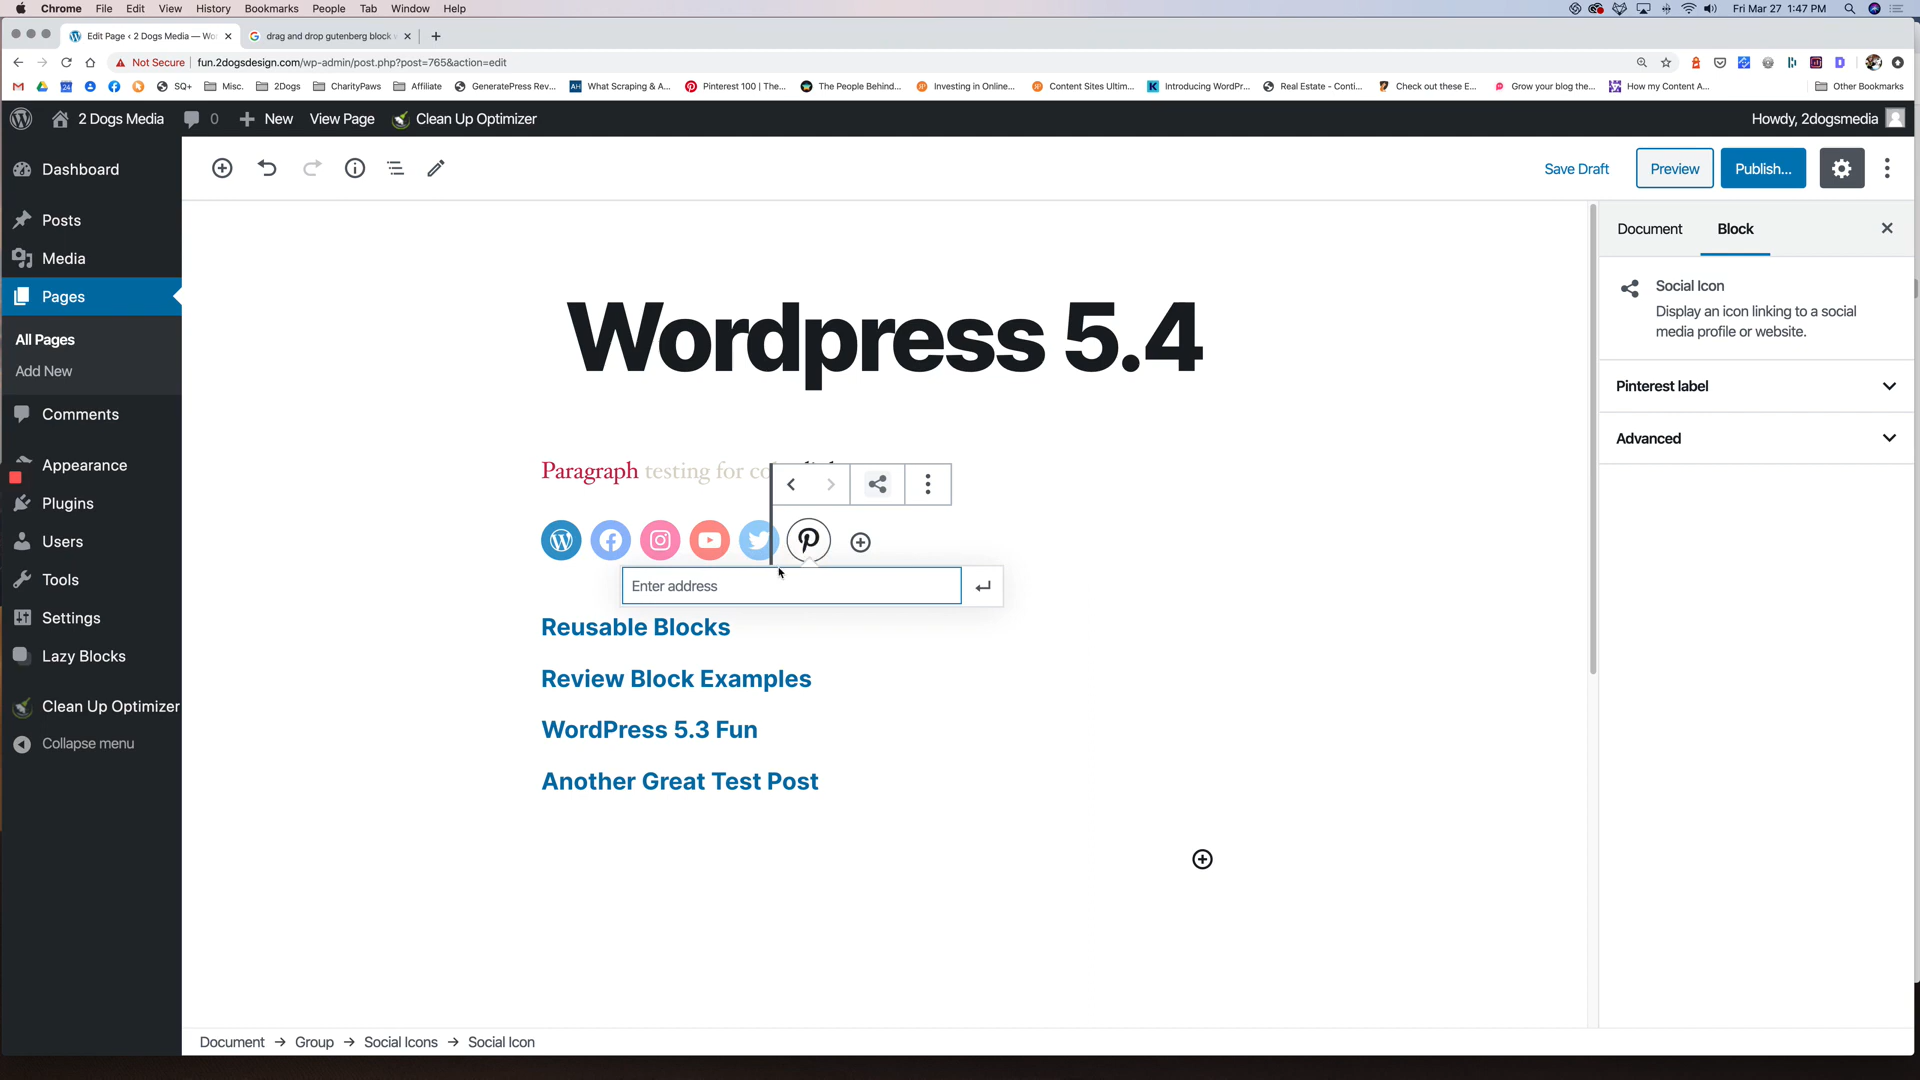 Chrome File Edit View History Bookmarks People Tab Window Help Fri Mar 27 1:47 PM
Edit Page ‹ 2 Dogs Media — Wor drag and drop gutenberg block
Not Secure fun.2dogsdesign.com/wp-admin/post.php?post=765&action=edit
SQ+ Misc. 2Dogs CharityPaws Affiliate GeneratePress Rev... What Scraping & A... Pinterest 100 | The... The People Behind... Investing in Online... Content Sites Ultim... Introducing WordPr... Real Estate - Conti... Check out these E... Grow your blog the... How my Content A... Other Bookmarks
2 Dogs Media 0 New View Page Clean Up Optimizer Howdy, 2dogsmedia
Dashboard
Posts
Media
Pages
All Pages
Add New
Comments
Appearance
Plugins
Users
Tools
Settings
Lazy Blocks
Clean Up Optimizer
Collapse menu
Save Draft Preview Publish...
Wordpress 5.4
Paragraph testing for
Enter address
Reusable Blocks
Review Block Examples
WordPress 5.3 Fun
Another Great Test Post
Document Block
Social Icon
Display an icon linking to a social
media profile or website.
Pinterest label
Advanced
Document → Group → Social Icons → Social Icon